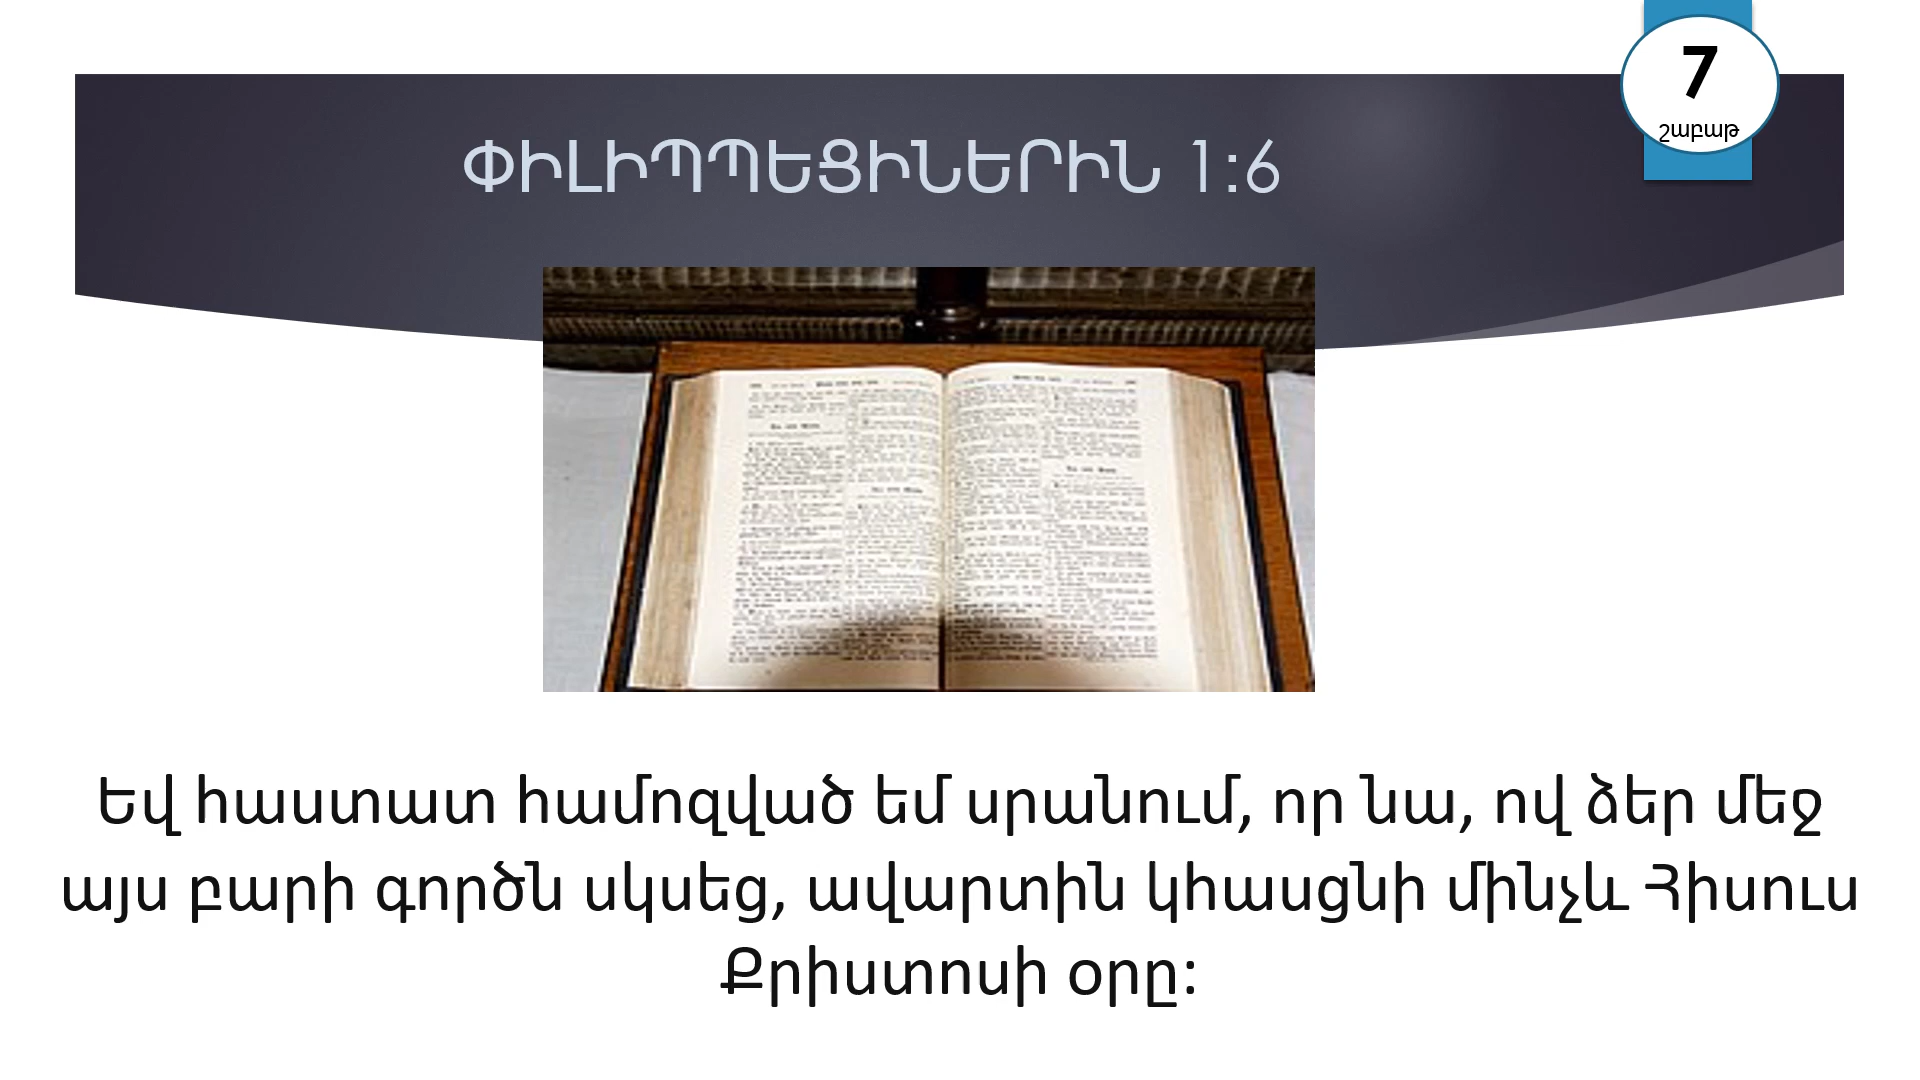 7
շաբաթ
ՓԻԼԻՊՊԵՑԻՆԵՐԻՆ 1:6
Եվ հաստատ համոզված եմ սրանում, որ նա, ով ձեր մեջ
այս բարի գործն սկսեց, ավարտին կհասցնի մինչև Հիսուս
Քրիստոսի օրը: